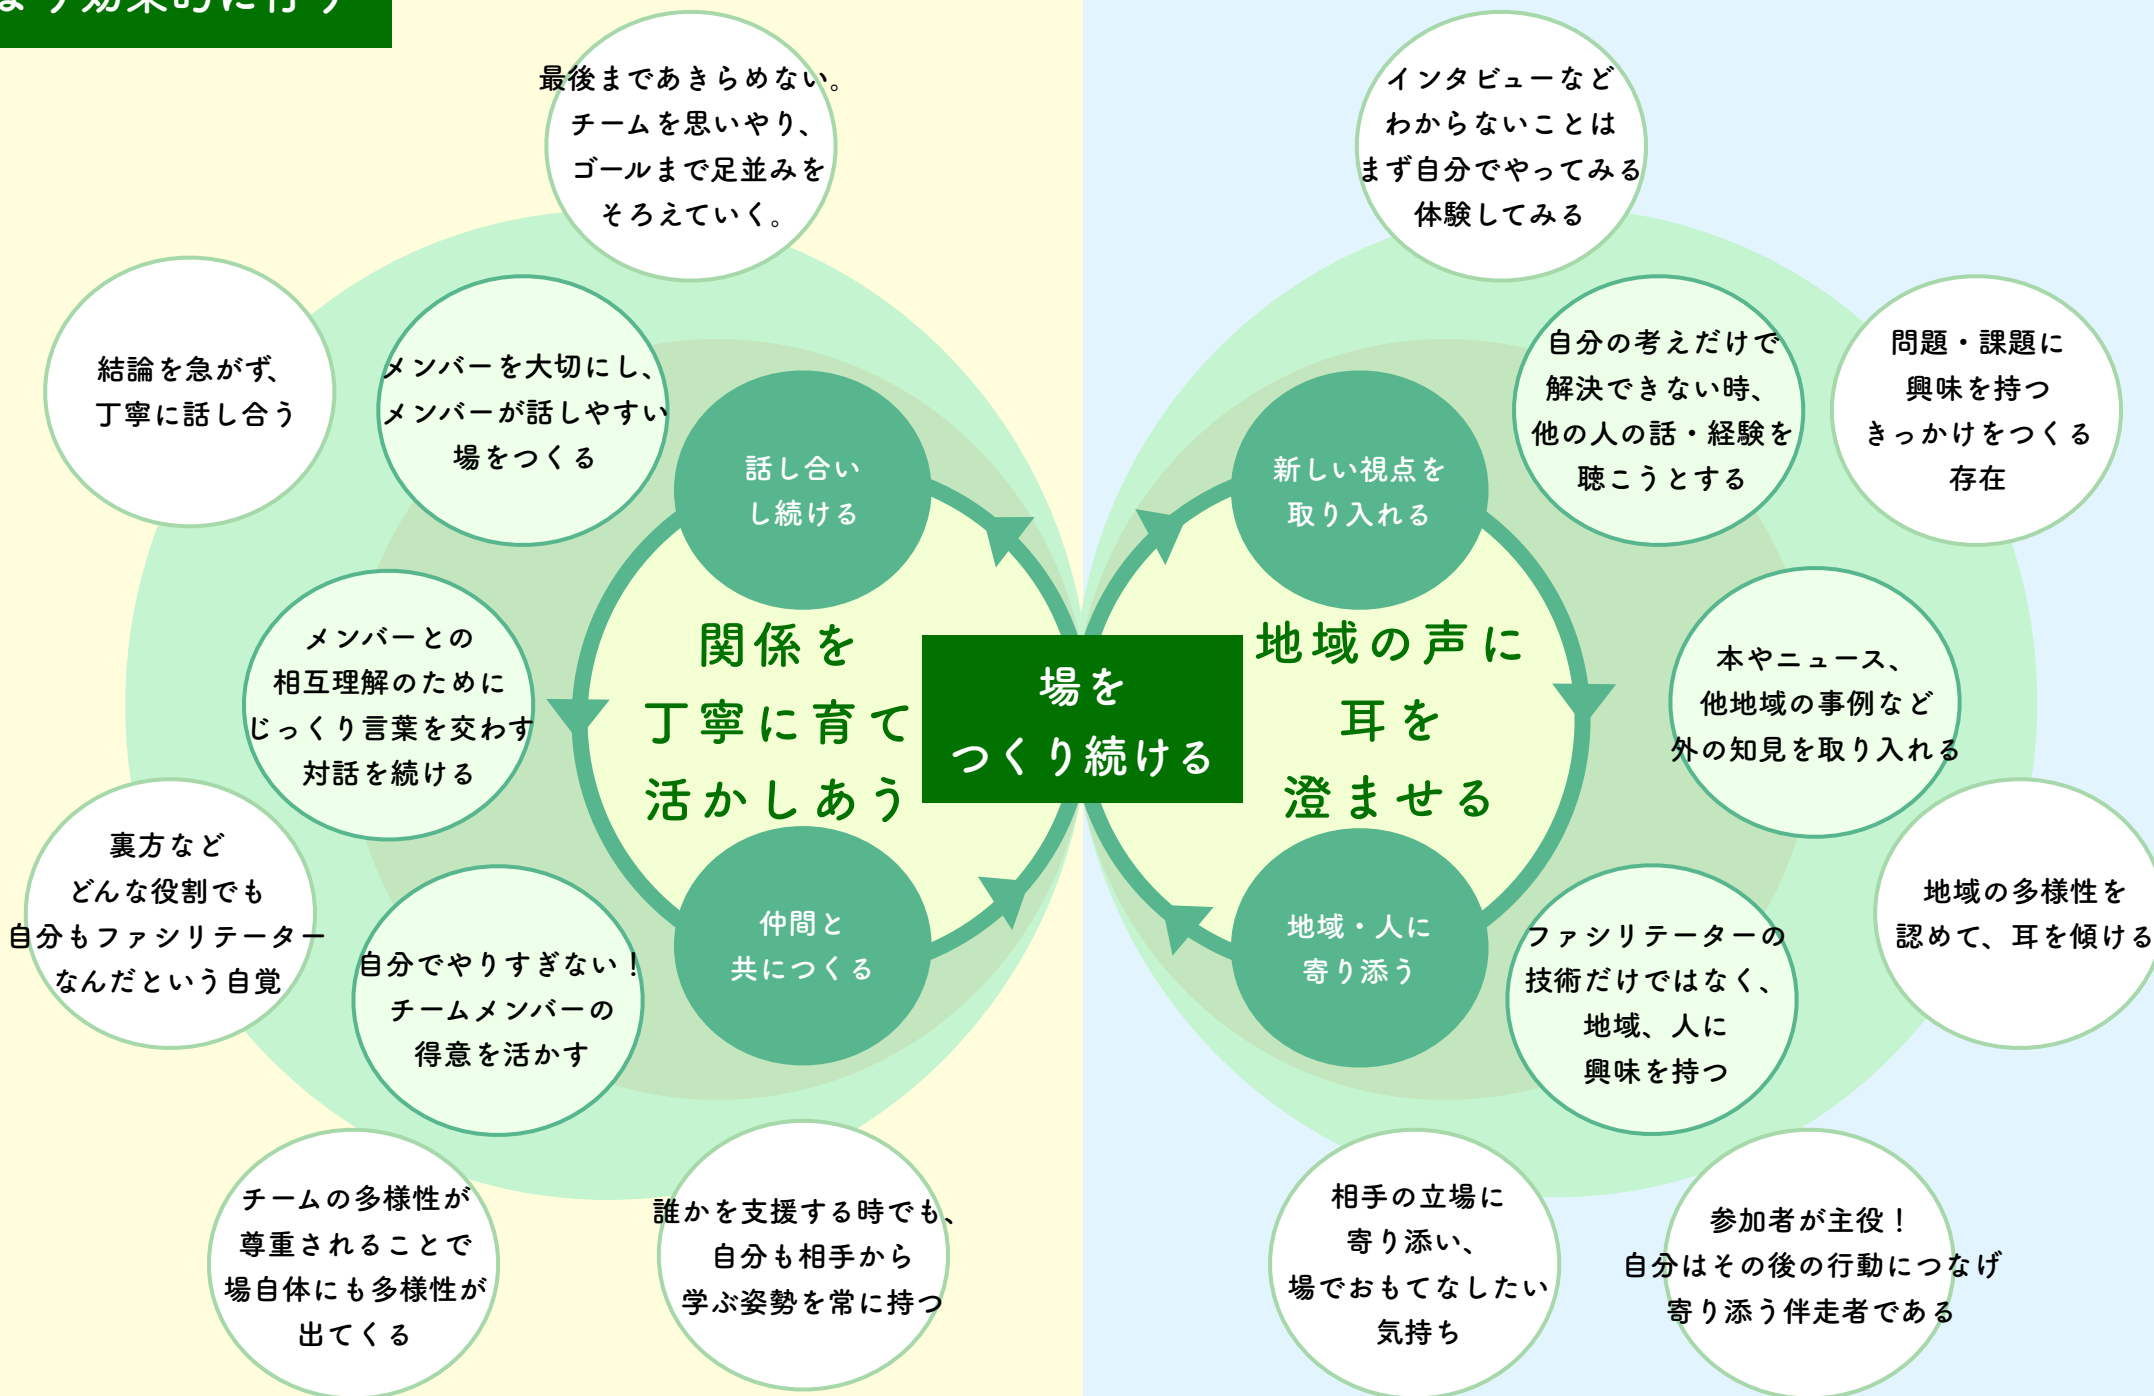 最後まであきらめない。
チームを思いやり、
ゴールまで足並みを
そろえていく。
結論を急がず、
丁寧に話し合う
メンバーを大切にし、
メンバーが話しやすい
場をつくる
話し合い
し続ける
メンバーとの
相互理解のために
じっくり言葉を交わす
対話を続ける
関係を
丁寧に育て
活かしあう
裏方など
どんな役割でも
自分もファシリテーター
なんだという自覚
自分でやりすぎない！
チームメンバーの
得意を活かす
仲間と
共につくる
チームの多様性が
尊重されることで
場自体にも多様性が
出てくる
誰かを支援する時でも、
自分も相手から
学ぶ姿勢を常に持つ
場を
つくり続ける
インタビューなど
わからないことは
まず自分でやってみる
体験してみる
新しい視点を
取り入れる
自分の考えだけで
解決できない時、
他の人の話・経験を
聴こうとする
問題・課題に
興味を持つ
きっかけをつくる
存在
地域の声に
耳を
澄ませる
本やニュース、
他地域の事例など
外の知見を取り入れる
地域の多様性を
認めて、耳を傾ける
地域・人に
寄り添う
ファシリテーターの
技術だけではなく、
地域、人に
興味を持つ
相手の立場に
寄り添い、
場でおもてなしたい
気持ち
参加者が主役！
自分はその後の行動につなげ
寄り添う伴走者である